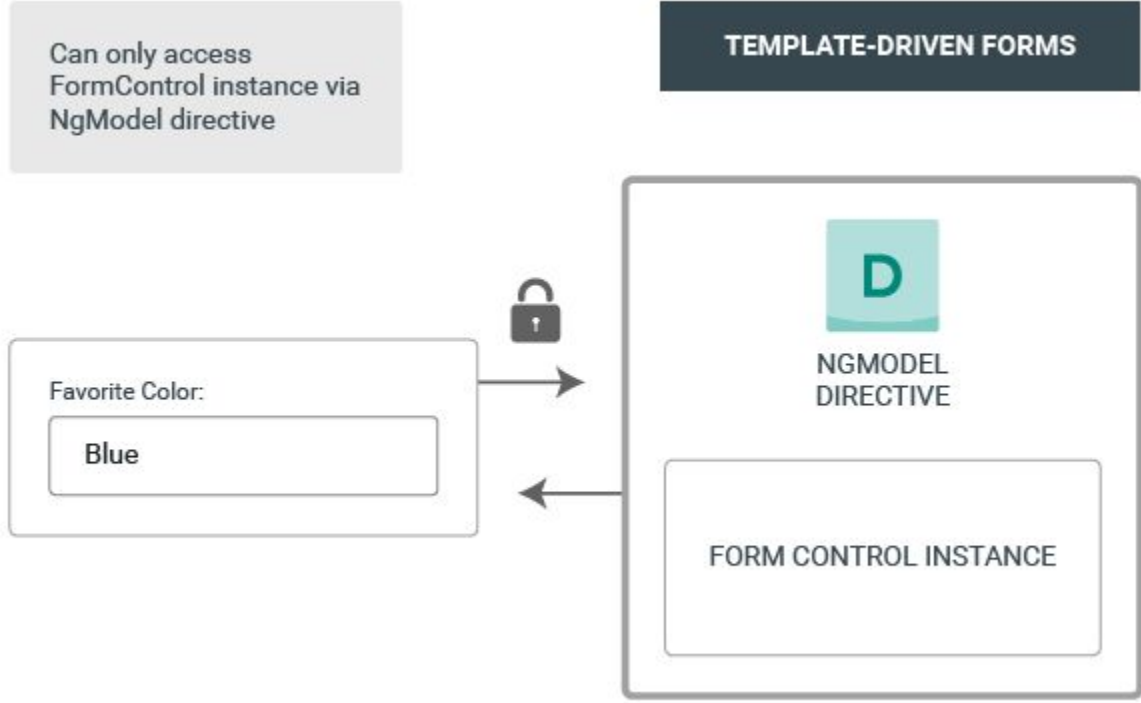 Can only access
FormControl instance via
NgModel directive
TEMPLATE-DRIVEN FORMS
D
NGMODEL
DIRECTIVE
Favorite Color:
Blue
FORM CONTROL INSTANCE